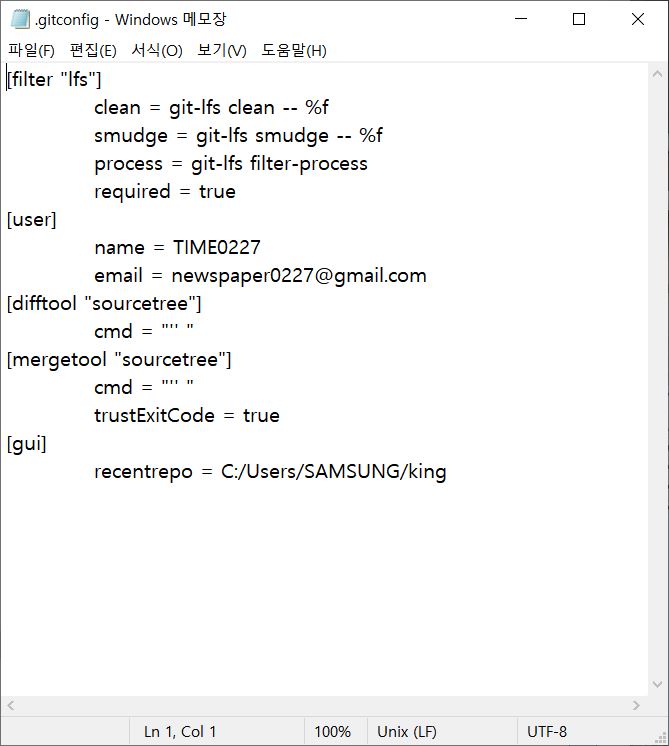 .gitconfig - Windows 메모장
파일(F) 편집(E) 서식(O) 보기(V) 도움말(H)
[filter "lfs"]
clean = git-lfs clean -- %f
smudge = git-lfs smudge -- %f
process = git-lfs filter-process
required = true
[user]
name = TIME0227
email = newspaper0227@gmail.com
[difftool "sourcetree"]
cmd = "'' "
[mergetool "sourcetree"]
cmd = "'' "
trustExitCode = true
[gui]
recentrepo = C:/Users/SAMSUNG/king
Ln 1, Col 1 100% Unix (LF) UTF-8